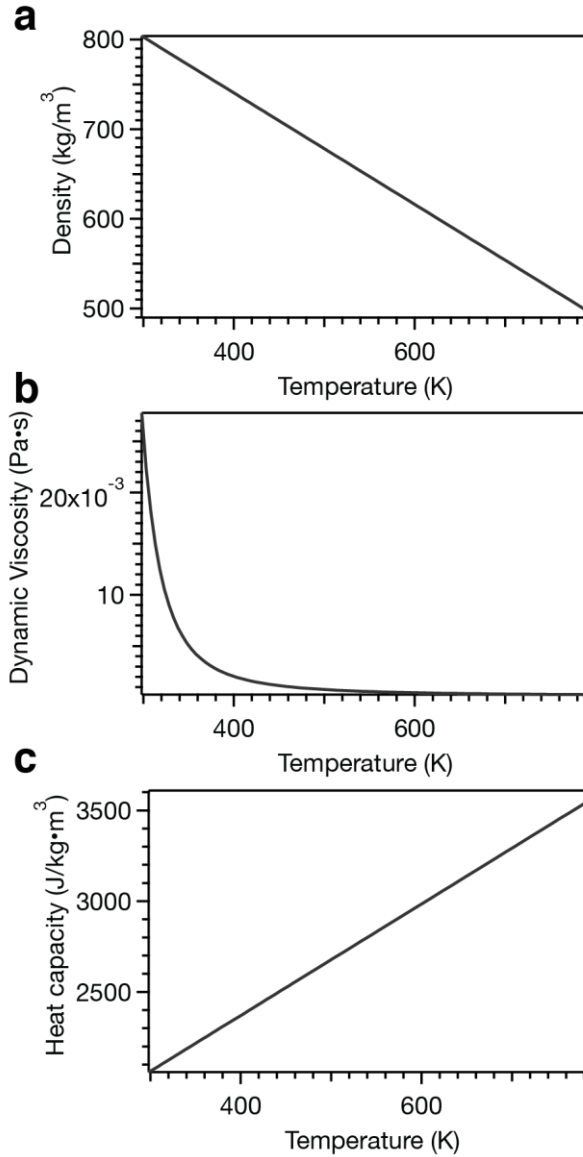 a
800
700
600
500
Density (kg/m³)
400 600
Temperature (K)
b
20x10⁻³
10
Dynamic Viscosity (Pa•s)
400 600
Temperature (K)
c
3500
3000
2500
Heat capacity (J/kg•m³)
400 600
Temperature (K)